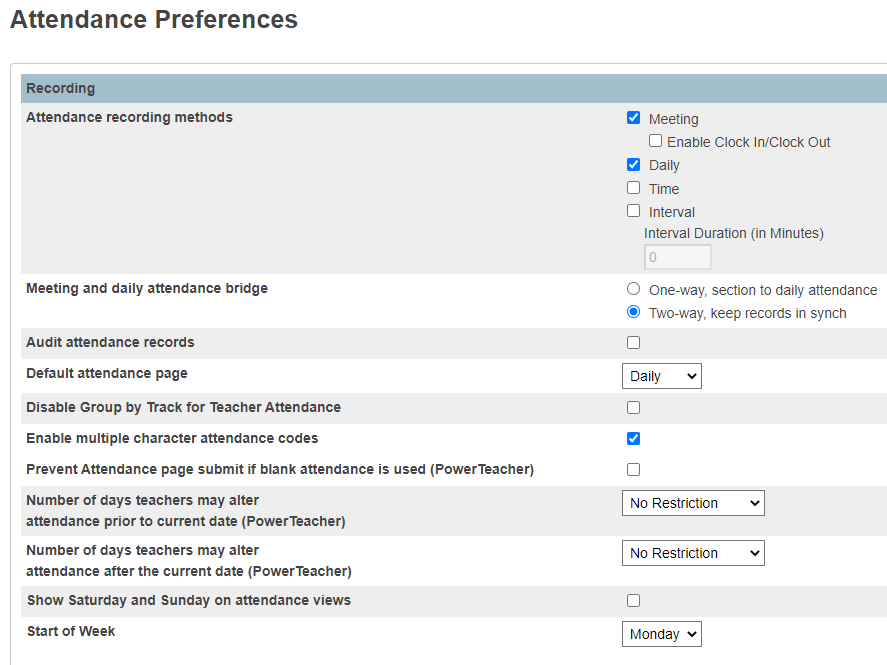 Attendance Preferences
Recording
Attendance recording methods
Meeting
Enable Clock In/Clock Out
Daily
Time
Interval
Interval Duration (in Minutes)
0
Meeting and daily attendance bridge
One-way, section to daily attendance
Two-way, keep records in synch
Audit attendance records
Default attendance page
Daily
Disable Group by Track for Teacher Attendance
Enable multiple character attendance codes
Prevent Attendance page submit if blank attendance is used (PowerTeacher)
Number of days teachers may alter
attendance prior to current date (PowerTeacher)
No Restriction
Number of days teachers may alter
attendance after the current date (PowerTeacher)
No Restriction
Show Saturday and Sunday on attendance views
Start of Week
Monday